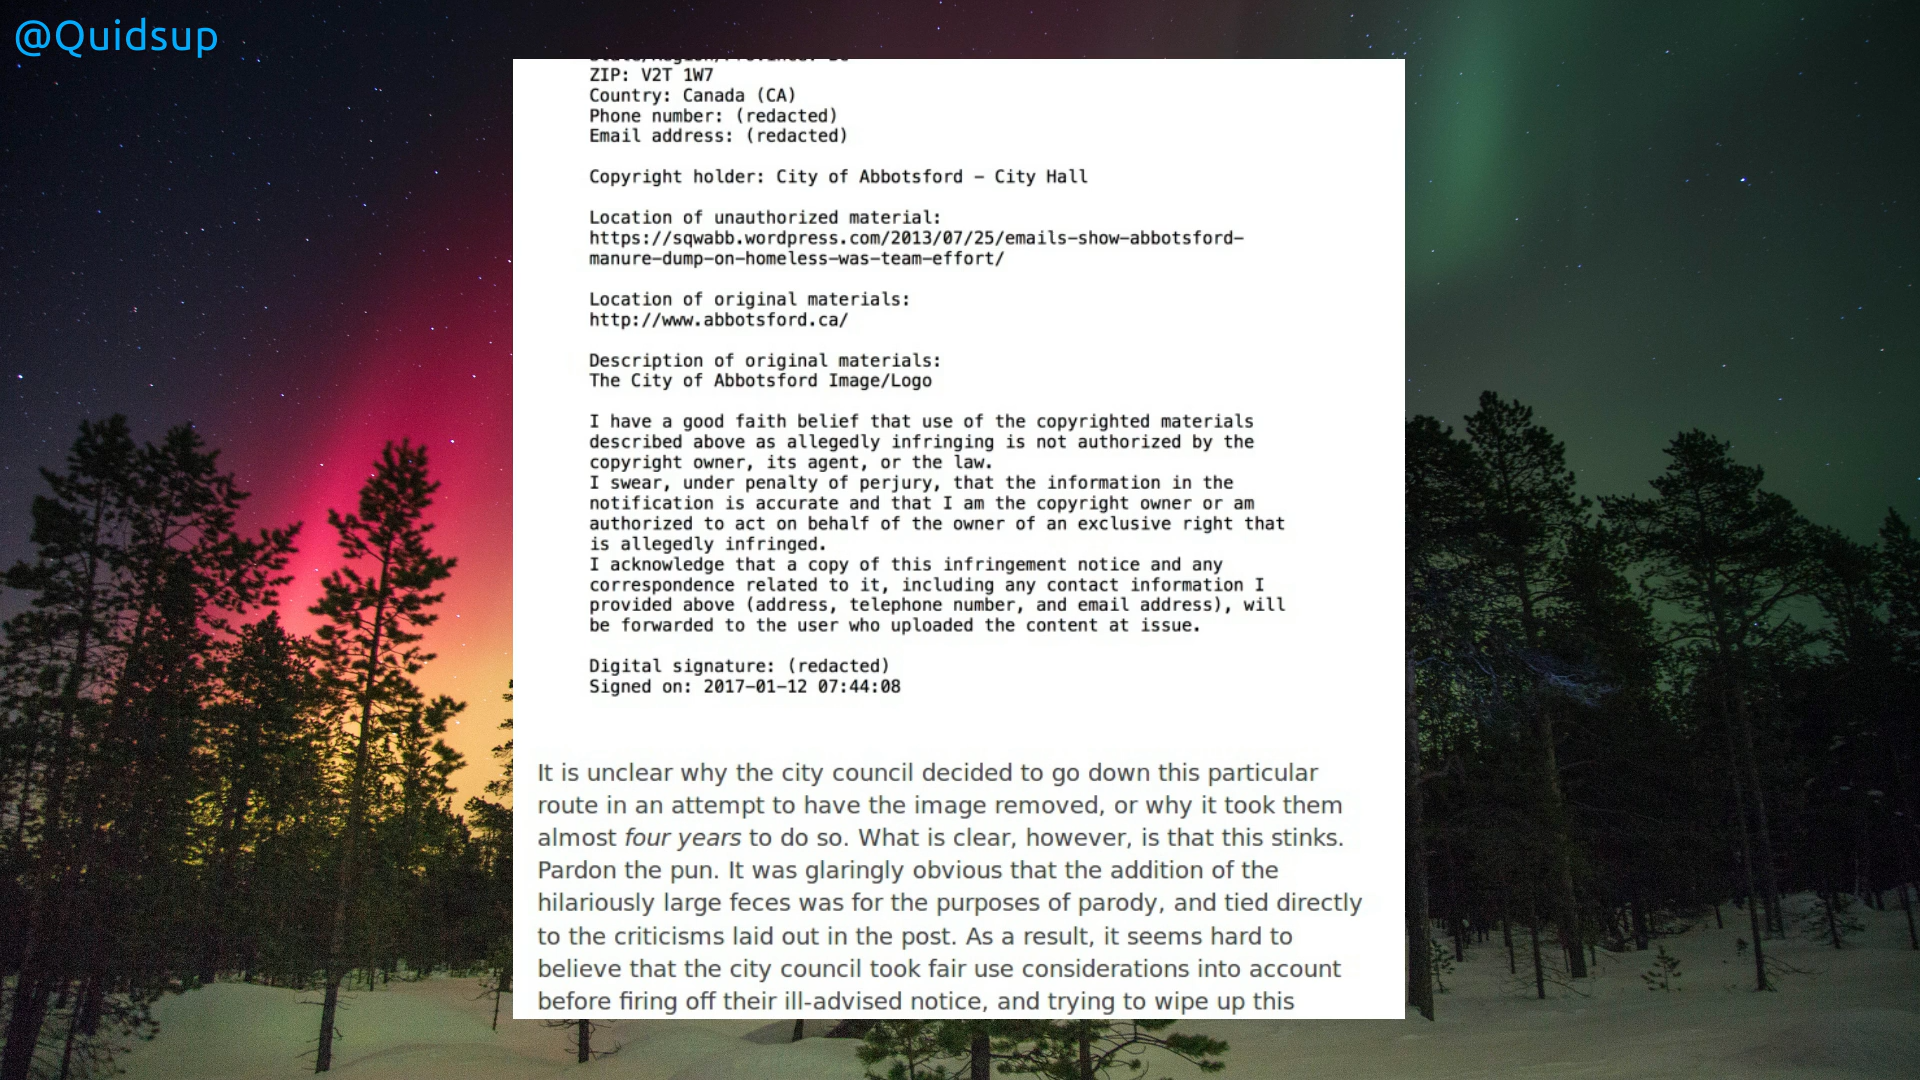 @Quidsup
ZIP: V2T 1W7
Country: Canada (CA)
Phone number: (redacted)
Email address: (redacted)
Copyright holder: City of Abbotsford – City Hall
Location of unauthorized material:
https://sqwabb.wordpress.com/2013/07/25/emails-show-abbotsford-
manure-dump-on-homeless-was-team-effort/
Location of original materials:
http://www.abbotsford.ca/
Description of original materials:
The City of Abbotsford Image/Logo
I have a good faith belief that use of the copyrighted materials
described above as allegedly infringing is not authorized by the
copyright owner, its agent, or the law.
I swear, under penalty of perjury, that the information in the
notification is accurate and that I am the copyright owner or am
authorized to act on behalf of the owner of an exclusive right that
is allegedly infringed.
I acknowledge that a copy of this infringement notice and any
correspondence related to it, including any contact information I
provided above (address, telephone number, and email address), will
be forwarded to the user who uploaded the content at issue.
Digital signature: (redacted)
Signed on: 2017-01-12 07:44:08
It is unclear why the city council decided to go down this particular
route in an attempt to have the image removed, or why it took them
almost four years to do so. What is clear, however, is that this stinks.
Pardon the pun. It was glaringly obvious that the addition of the
hilariously large feces was for the purposes of parody, and tied directly
to the criticisms laid out in the post. As a result, it seems hard to
believe that the city council took fair use considerations into account
before firing off their ill-advised notice, and trying to wipe up this